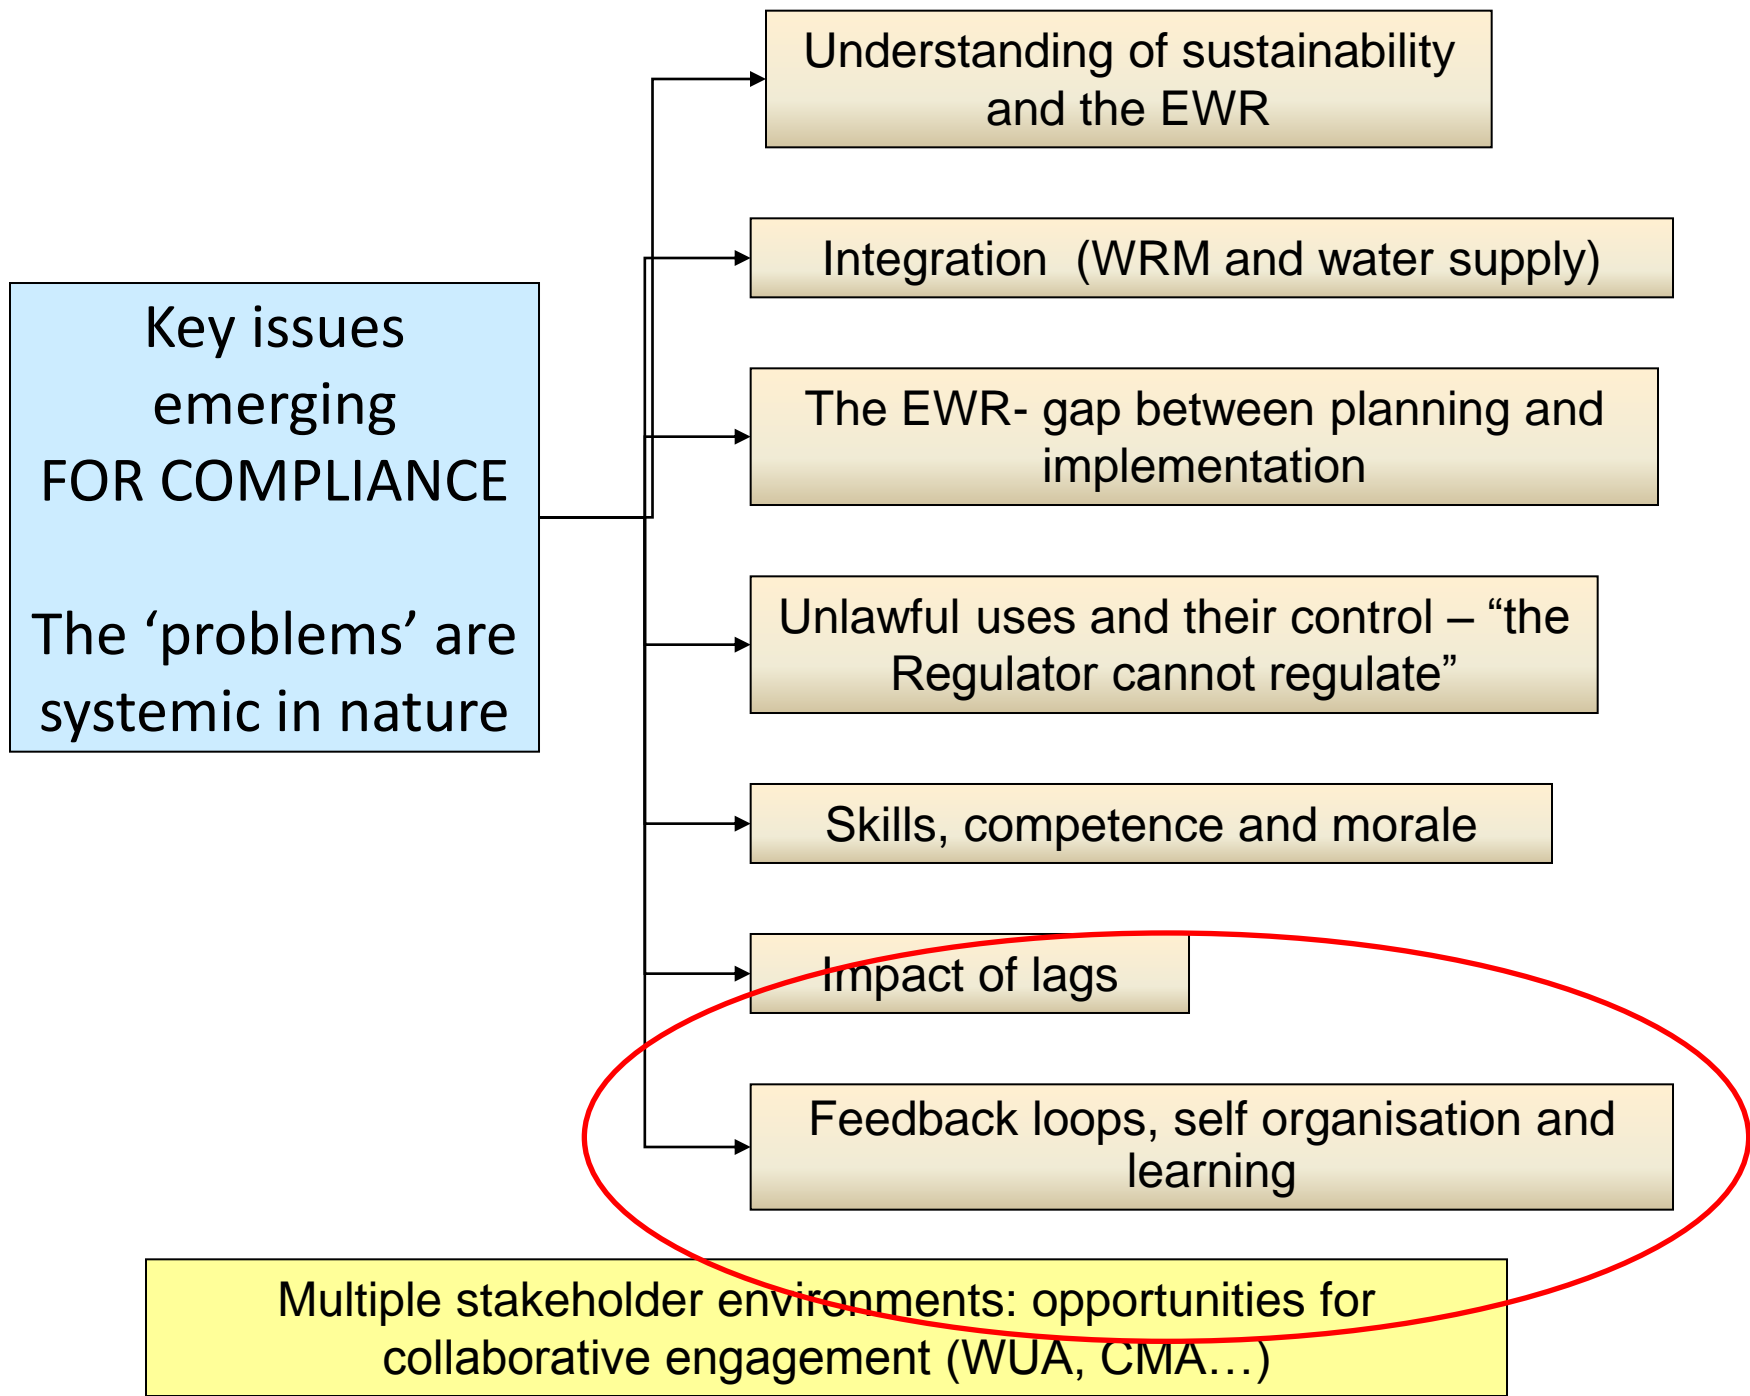 Understanding of sustainability
and the EWR
Integration (WRM and water supply)
Key issues
emerging
FOR COMPLIANCE
The ‘problems’ are
systemic in nature
The EWR- gap between planning and
implementation
Unlawful uses and their control – “the
Regulator cannot regulate”
Skills, competence and morale
Impact of lags
Feedback loops, self organisation and
learning
Multiple stakeholder environments: opportunities for
collaborative engagement (WUA, CMA…)